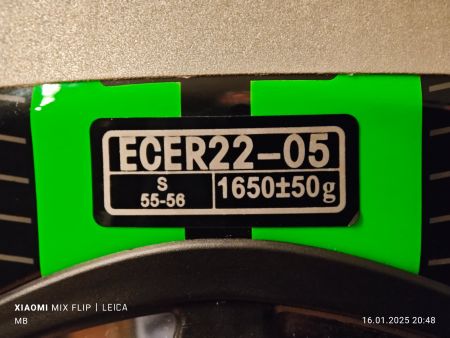 ECER22-05
S
55-56
1650±50g
XIAOMI MIX FLIP | LEICA
MB
16.01.2025 20:48